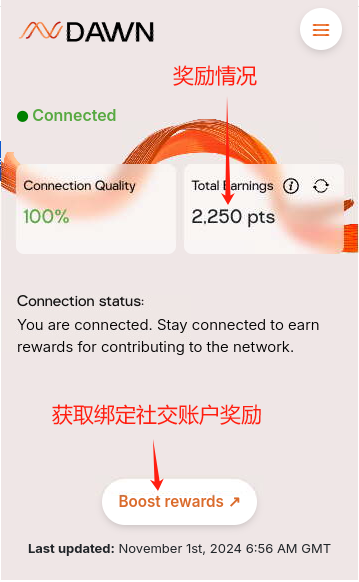 DAWN
奖励情况
Connected
Connection Quality
Total Earnings
100%
2,250 pts
Connection status:
You are connected. Stay connected to earn
rewards for contributing to the network.
获取绑定社交账户奖励
Boost rewards ↗
Last updated: November 1st, 2024 6:56 AM GMT